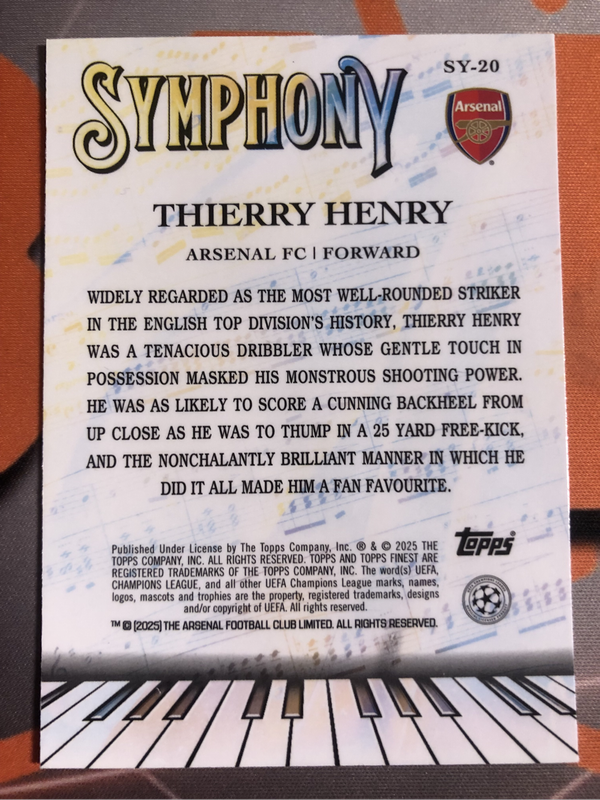 SYMPHONY
SY-20
Arsenal
THIERRY HENRY
ARSENAL FC | FORWARD
WIDELY REGARDED AS THE MOST WELL-ROUNDED STRIKER
IN THE ENGLISH TOP DIVISION'S HISTORY, THIERRY HENRY
WAS A TENACIOUS DRIBBLER WHOSE GENTLE TOUCH IN
POSSESSION MASKED HIS MONSTROUS SHOOTING POWER.
HE WAS AS LIKELY TO SCORE A CUNNING BACKHEEL FROM
UP CLOSE AS HE WAS TO THUMP IN A 25 YARD FREE-KICK,
AND THE NONCHALANTLY BRILLIANT MANNER IN WHICH HE
DID IT ALL MADE HIM A FAN FAVOURITE.
Published Under License by The Topps Company, Inc. ® & © 2025 THE
TOPPS COMPANY, INC. ALL RIGHTS RESERVED. TOPPS AND TOPPS FINEST ARE
REGISTERED TRADEMARKS OF THE TOPPS COMPANY, INC. The word(s) UEFA,
CHAMPIONS LEAGUE, and all other UEFA Champions League marks, names,
logos, mascots and trophies are the property, registered trademarks, designs
and/or copyright of UEFA. All rights reserved.
™ © [2025] THE ARSENAL FOOTBALL CLUB LIMITED. ALL RIGHTS RESERVED.
Topps